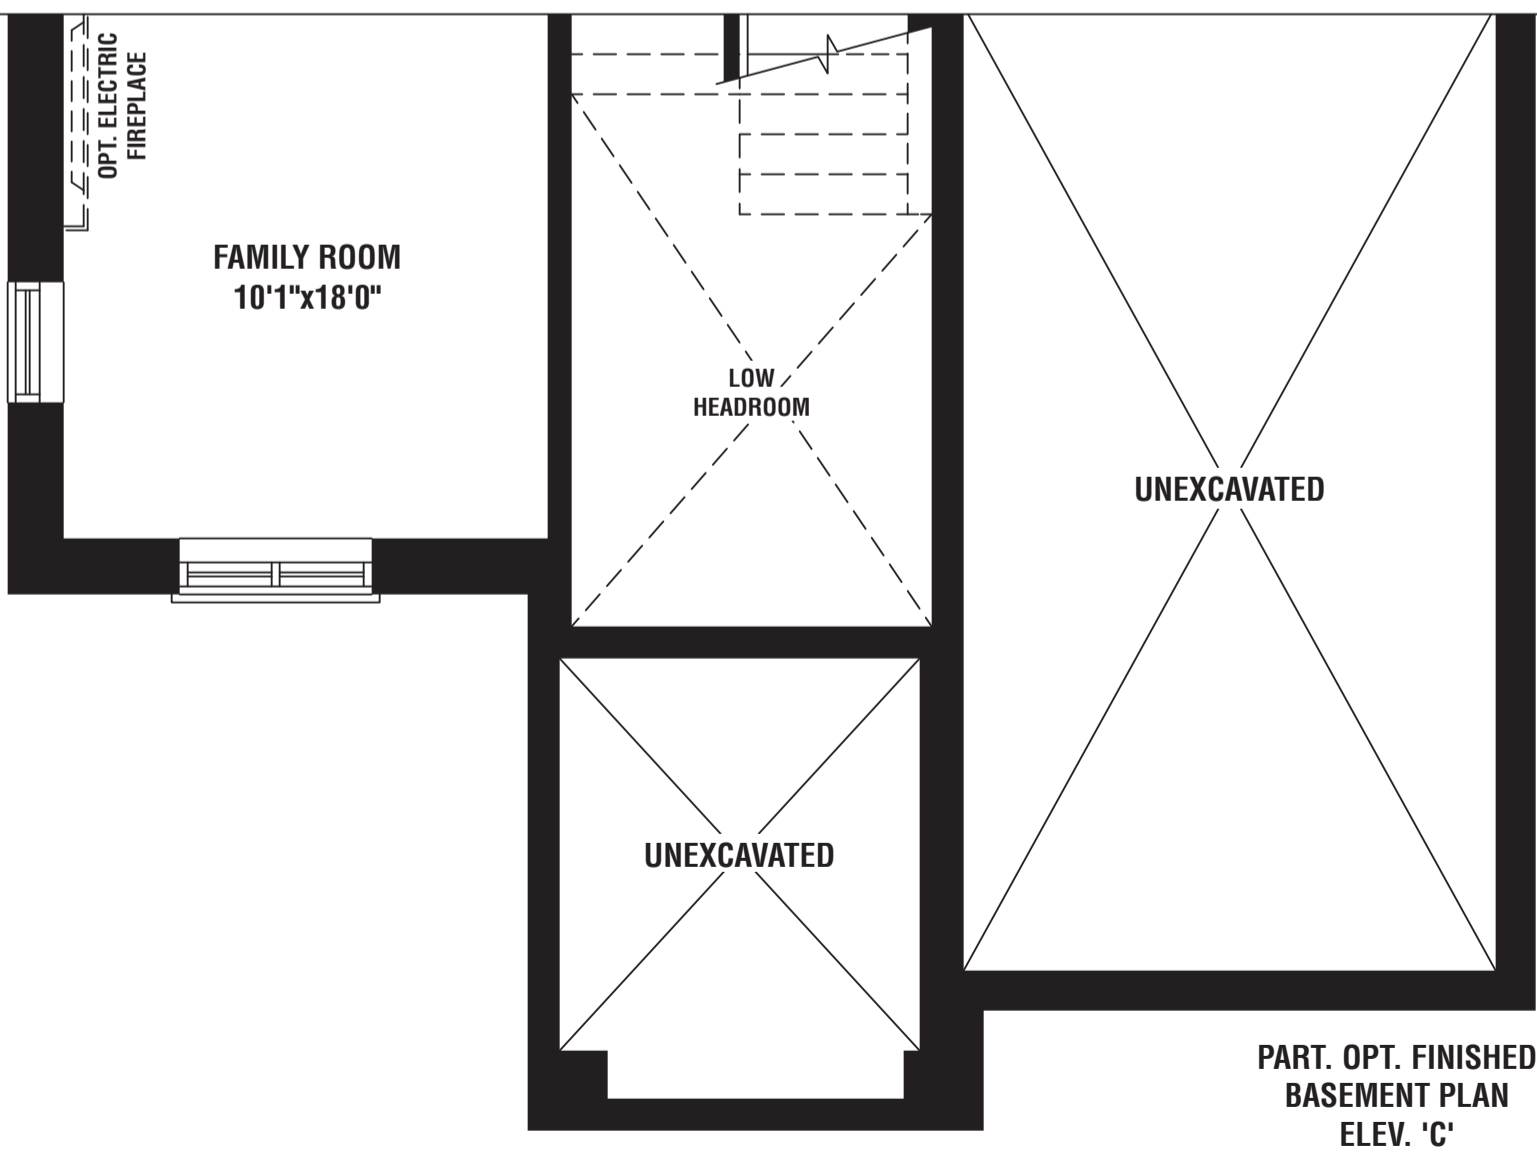 OPT. ELECTRIC
FIREPLACE
FAMILY ROOM
10'1"x18'0"
LOW
HEADROOM
UNEXCAVATED
UNEXCAVATED
PART. OPT. FINISHED
BASEMENT PLAN
ELEV. 'C'